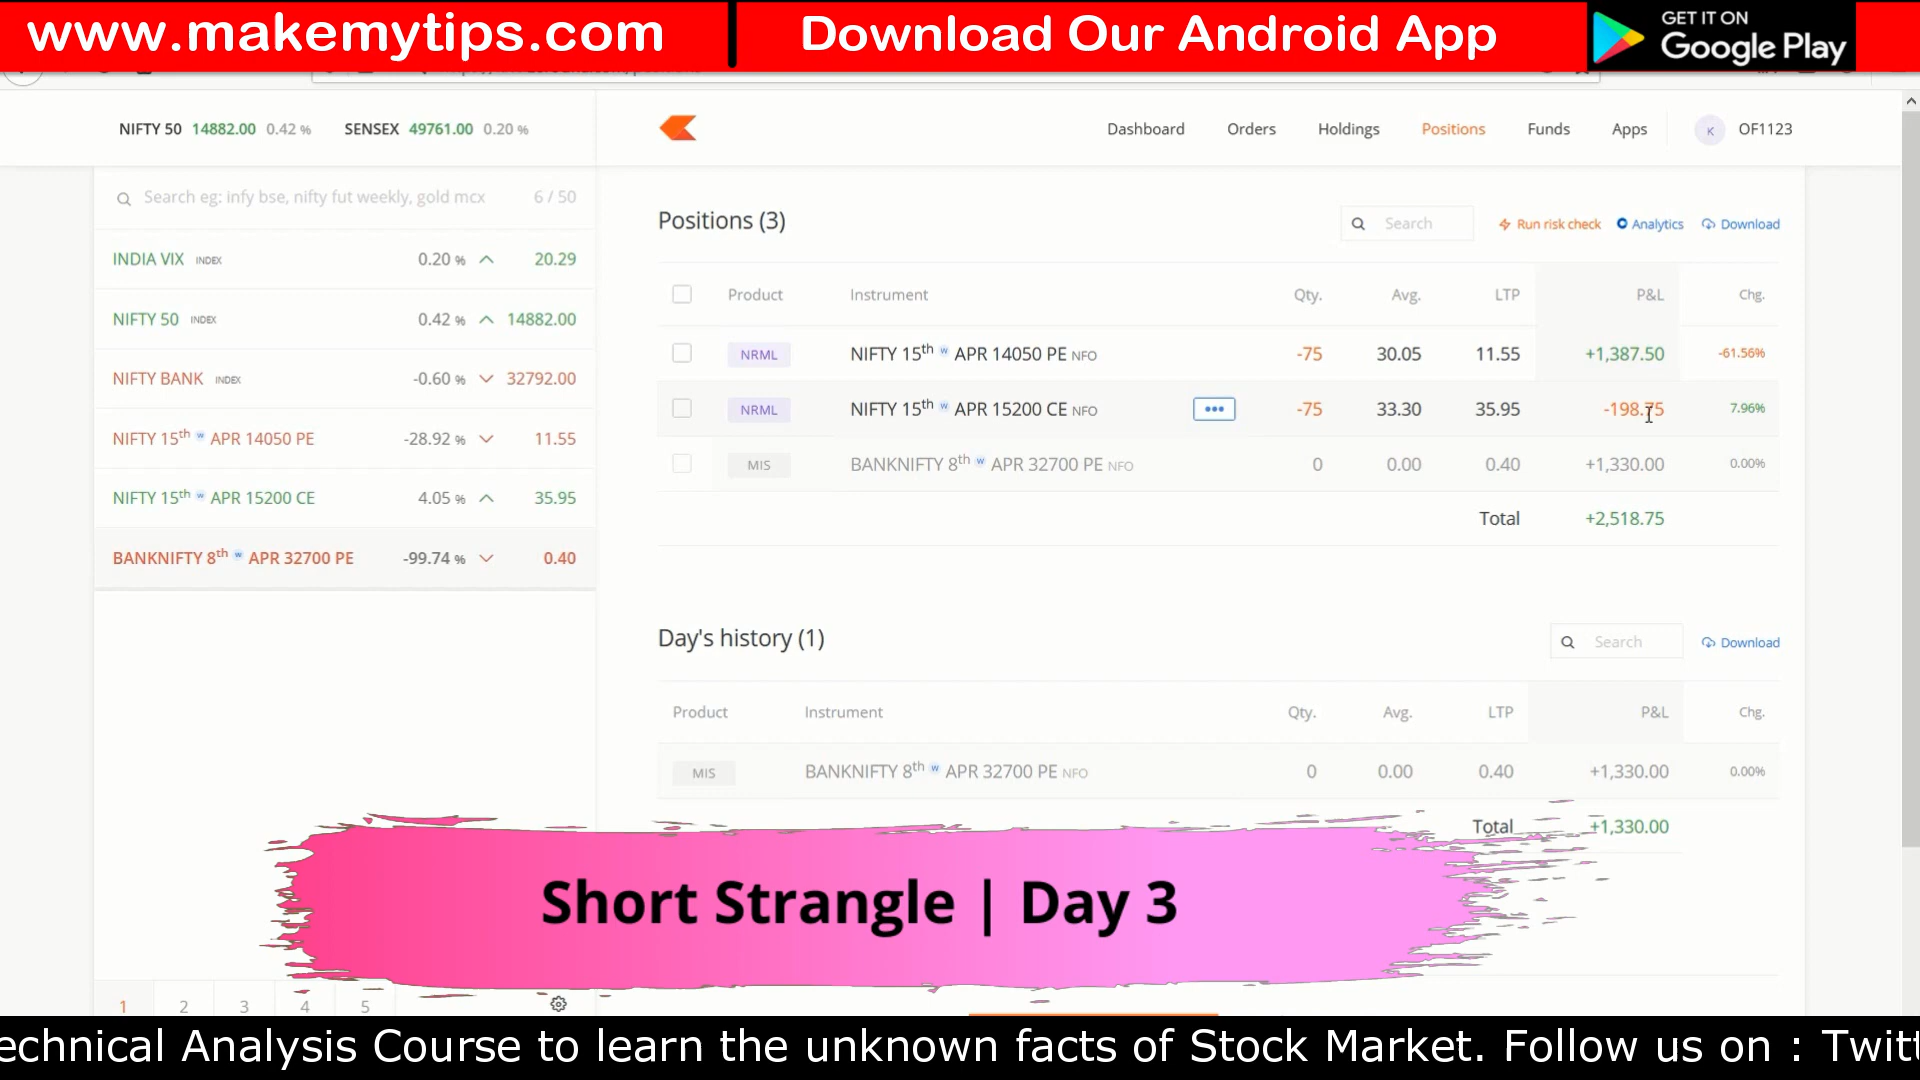 www.makemytips.com
Download Our Android App
GET IT ON
Google Play
NIFTY 50 14882.00 0.42 % SENSEX 49761.00 0.20 %
Dashboard Orders Holdings Positions Funds Apps K OF1123
Search eg: infy bse, nifty fut weekly, gold mcx 6 / 50
INDIA VIX INDEX 0.20 % 20.29
NIFTY 50 INDEX 0.42 % 14882.00
NIFTY BANK INDEX -0.60 % 32792.00
NIFTY 15th w APR 14050 PE -28.92 % 11.55
NIFTY 15th w APR 15200 CE 4.05 % 35.95
BANKNIFTY 8th w APR 32700 PE -99.74 % 0.40
1 2 3 4 5
Positions (3) Search Run risk check Analytics Download
Product Instrument Qty. Avg. LTP P&L Chg.
NRML NIFTY 15th w APR 14050 PE NFO -75 30.05 11.55 +1,387.50 -61.56%
NRML NIFTY 15th w APR 15200 CE NFO ••• -75 33.30 35.95 -198.75 7.96%
MIS BANKNIFTY 8th w APR 32700 PE NFO 0 0.00 0.40 +1,330.00 0.00%
Total +2,518.75
Day's history (1) Search Download
Product Instrument Qty. Avg. LTP P&L Chg.
MIS BANKNIFTY 8th w APR 32700 PE NFO 0 0.00 0.40 +1,330.00 0.00%
Total +1,330.00
Short Strangle | Day 3
echnical Analysis Course to learn the unknown facts of Stock Market. Follow us on : Twitt